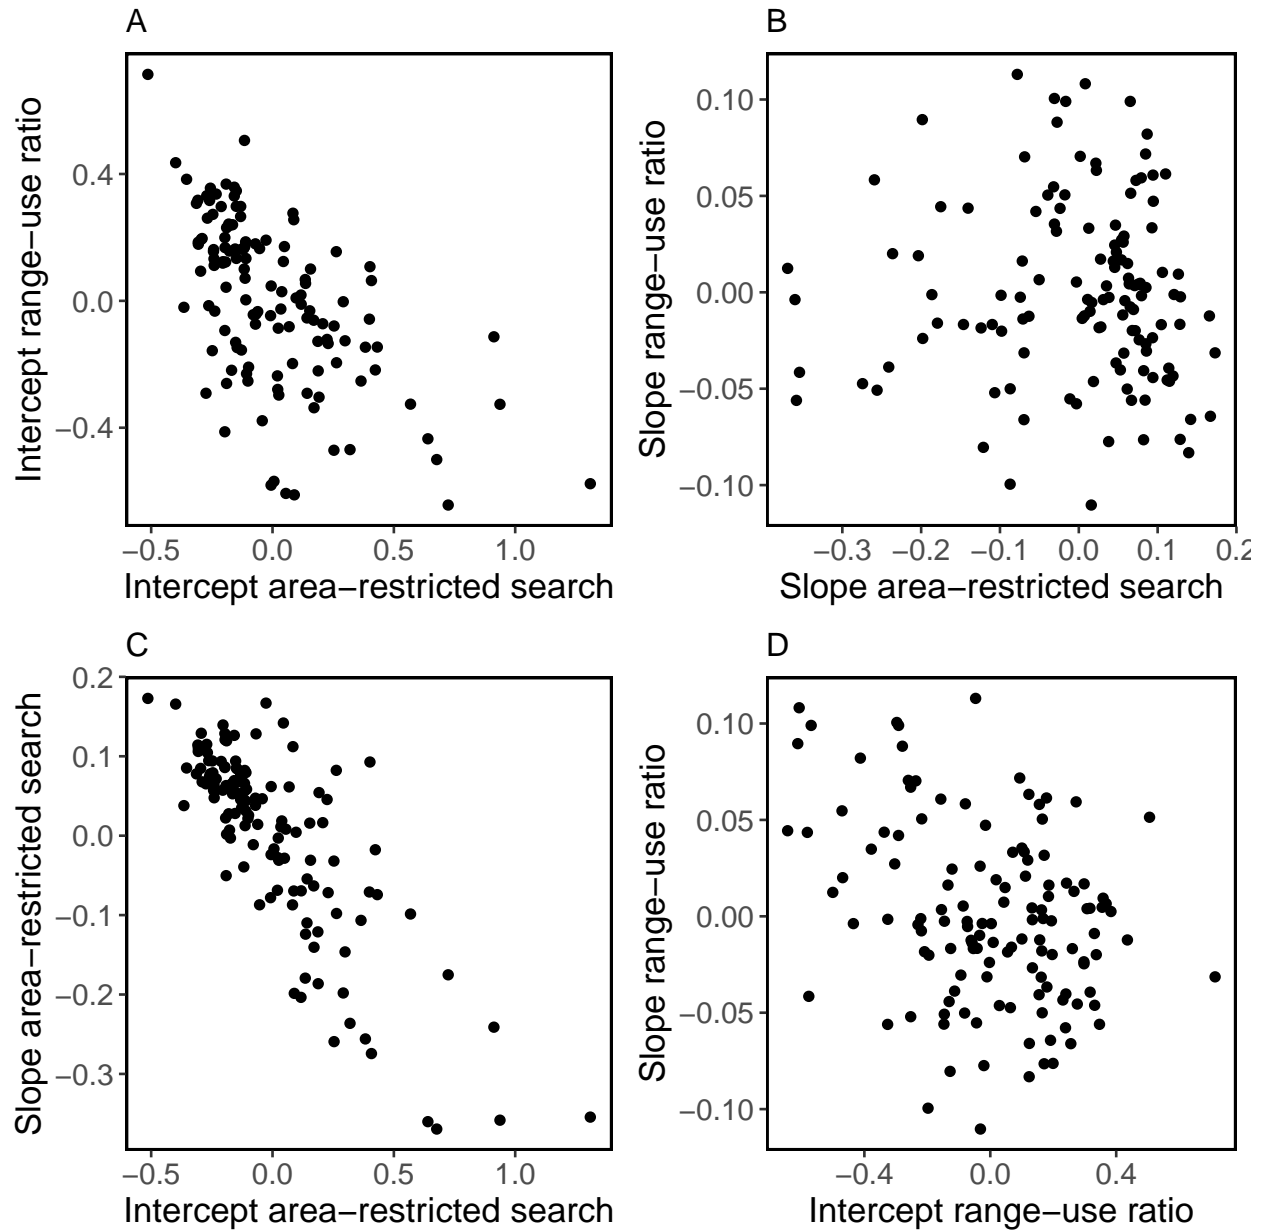 A
Intercept range−use ratio
0.4
0.0
−0.4
−0.5 0.0 0.5 1.0
Intercept area−restricted search
B
Slope range−use ratio
0.10
0.05
0.00
−0.05
−0.10
−0.3 −0.2 −0.1 0.0 0.1 0.2
Slope area−restricted search
C
Slope area−restricted search
0.2
0.1
0.0
−0.1
−0.2
−0.3
−0.5 0.0 0.5 1.0
Intercept area−restricted search
D
Slope range−use ratio
0.10
0.05
0.00
−0.05
−0.10
−0.4 0.0 0.4
Intercept range−use ratio